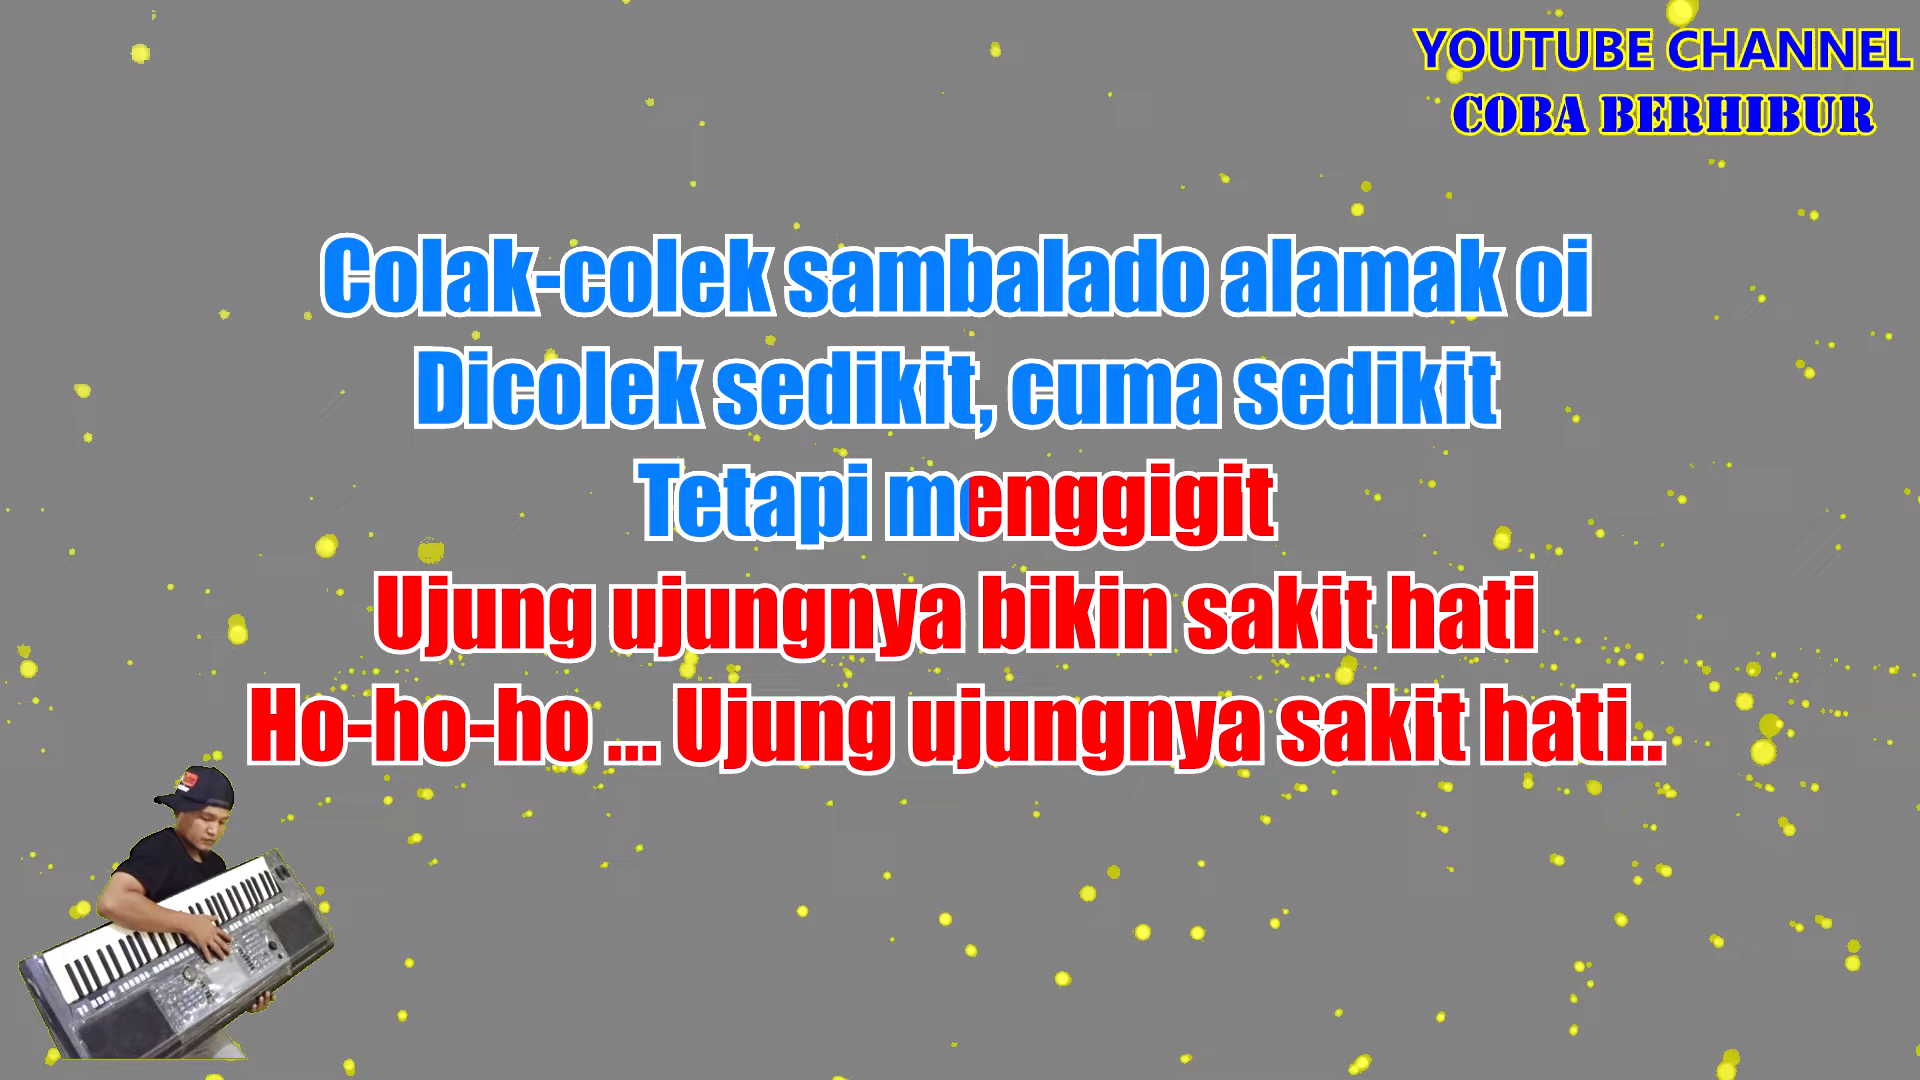 YOUTUBE CHANNEL
COBA BERHIBUR
Colak-colek sambalado alamak oi
Dicolek sedikit, cuma sedikit
Tetapi menggigit
Ujung ujungnya bikin sakit hati
Ho-ho-ho ... Ujung ujungnya sakit hati..